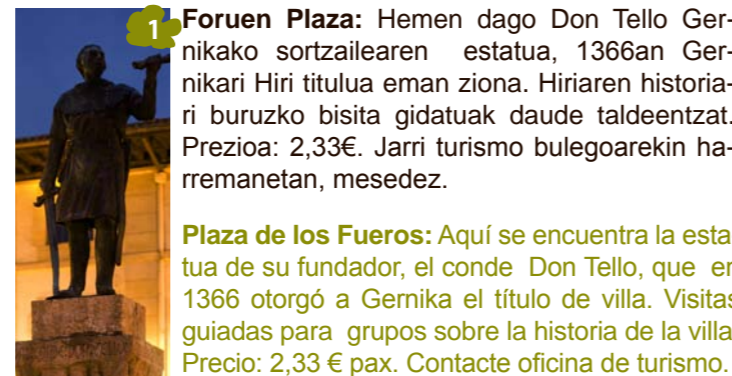 1
Foruen Plaza: Hemen dago Don Tello Ger-
nikako sortzailearen estatua, 1366an Ger-
nikari Hiri titulua eman ziona. Hiriaren historia-
ri buruzko bisita gidatuak daude taldeentzat.
Prezioa: 2,33€. Jarri turismo bulegoarekin ha-
rremanetan, mesedez.
Plaza de los Fueros: Aquí se encuentra la esta
tua de su fundador, el conde Don Tello, que en
1366 otorgó a Gernika el título de villa. Visitas
guiadas para grupos sobre la historia de la villa
Precio: 2,33 € pax. Contacte oficina de turismo.